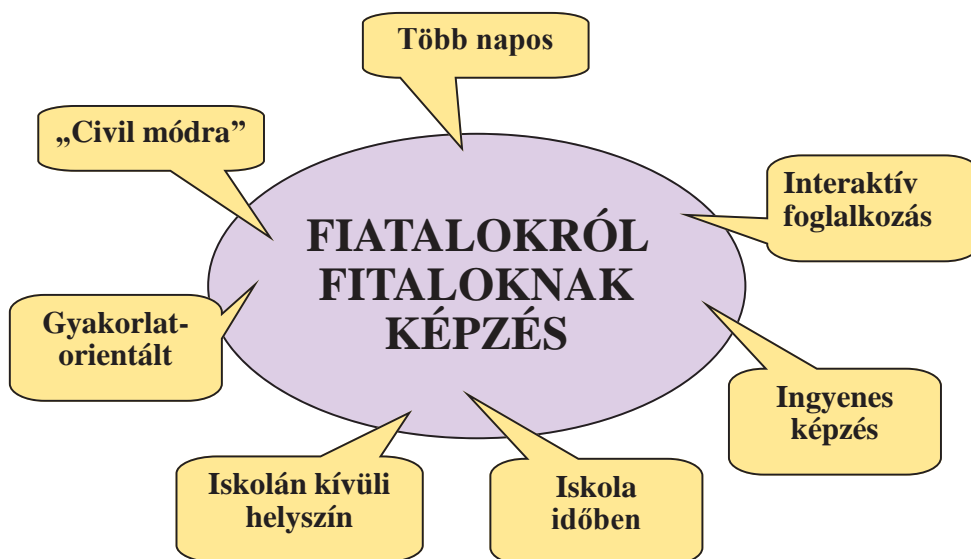 Több napos
„Civil módra”
Interaktív
foglalkozás
FIATALOKRÓL
FITALOKNAK
KÉPZÉS
Gyakorlat-
orientált
Ingyenes
képzés
Iskolán kívüli
helyszín
Iskola
időben